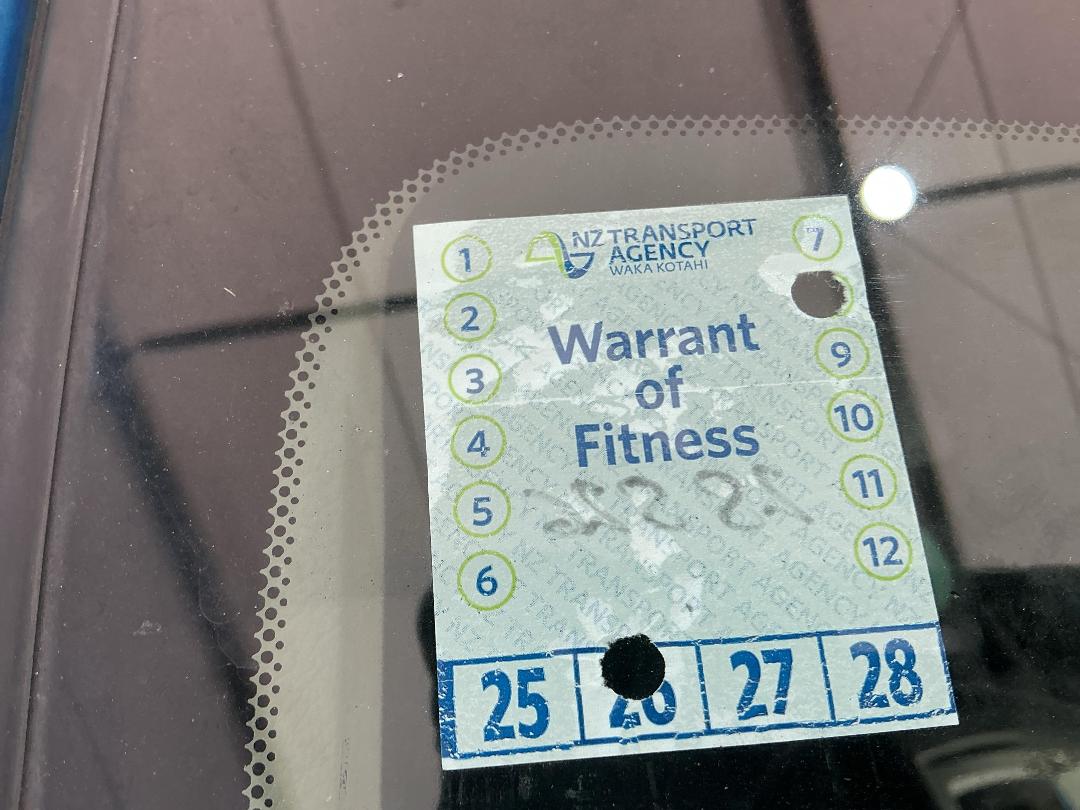 NZ TRANSPORT
AGENCY
WAKA KOTAHI
Warrant
of
Fitness
1
2
3
4
5
6
7
9
10
11
12
25 26 27 28